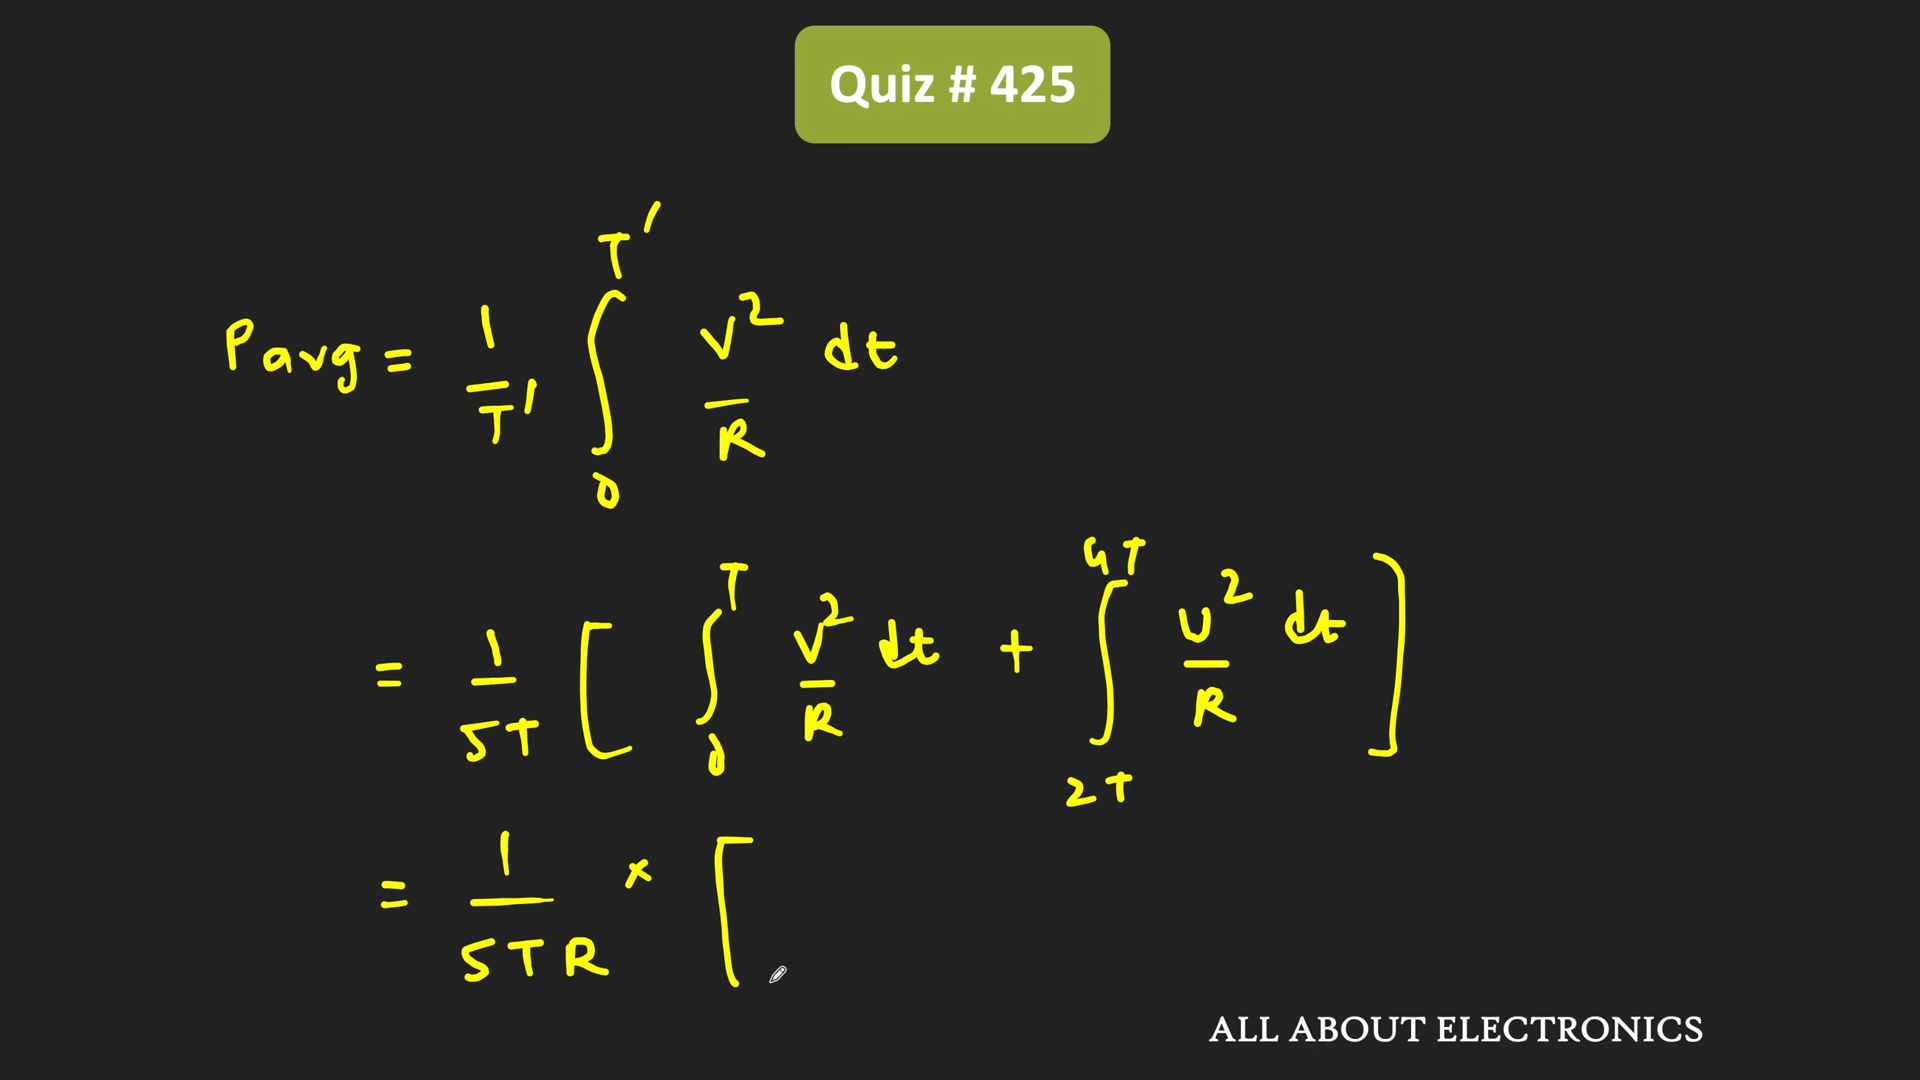 Quiz # 425
Pavg = 1/T' ∫₀^T' V²/R dt
= 1/5T [ ∫₀^T V²/R dt + ∫_2T^4T V²/R dt ]
= 1/5TR × [
ALL ABOUT ELECTRONICS